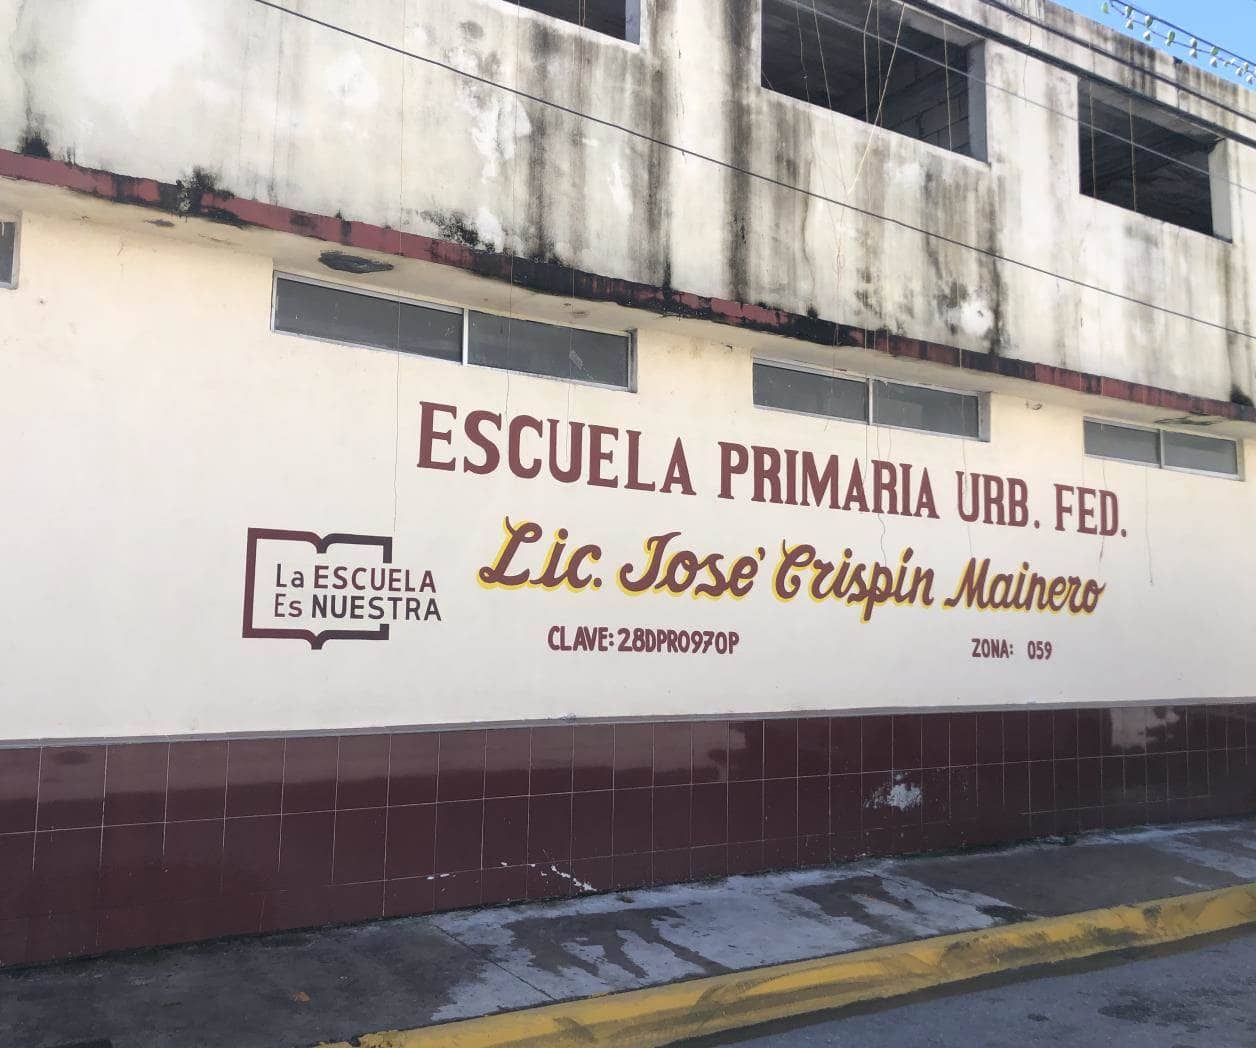 ESCUELA PRIMARIA URB. FED.
Lic. José Crispín Mainero
La ESCUELA
Es NUESTRA
CLAVE: 28DPR0970P
ZONA: 059